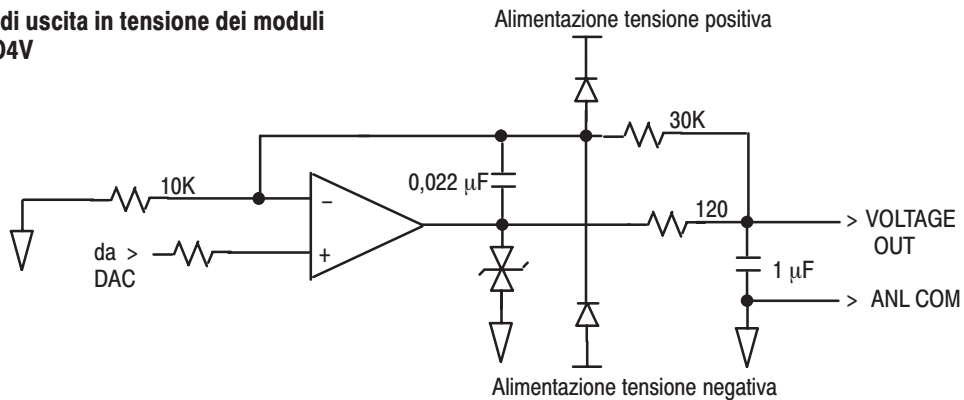 di uscita in tensione dei moduli
O4V
Alimentazione tensione positiva
30K
10K
0,022 µF
−
+
da >
DAC
120
> VOLTAGE
OUT
1 µF
> ANL COM
Alimentazione tensione negativa